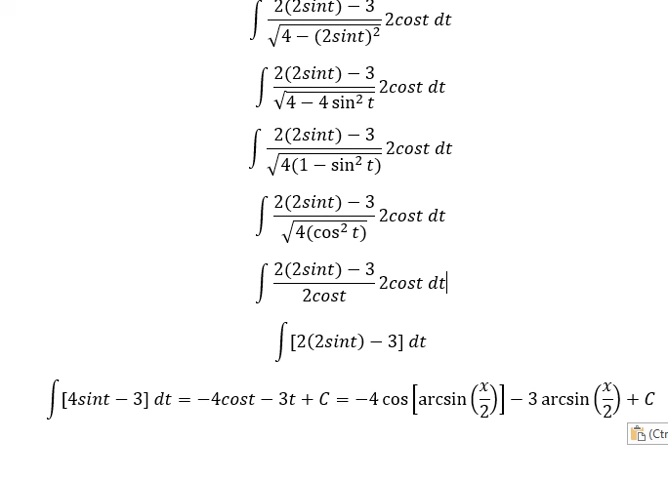 ∫ (2(2sint) − 3)/√(4 − (2sint)²) 2cost dt
∫ (2(2sint) − 3)/√(4 − 4 sin² t) 2cost dt
∫ (2(2sint) − 3)/√(4(1 − sin² t)) 2cost dt
∫ (2(2sint) − 3)/√(4(cos² t)) 2cost dt
∫ (2(2sint) − 3)/(2cost) 2cost dt
∫ [2(2sint) − 3] dt
∫ [4sint − 3] dt = −4cost − 3t + C = −4 cos [arcsin (x/2)] − 3 arcsin (x/2) + C
(Ctr